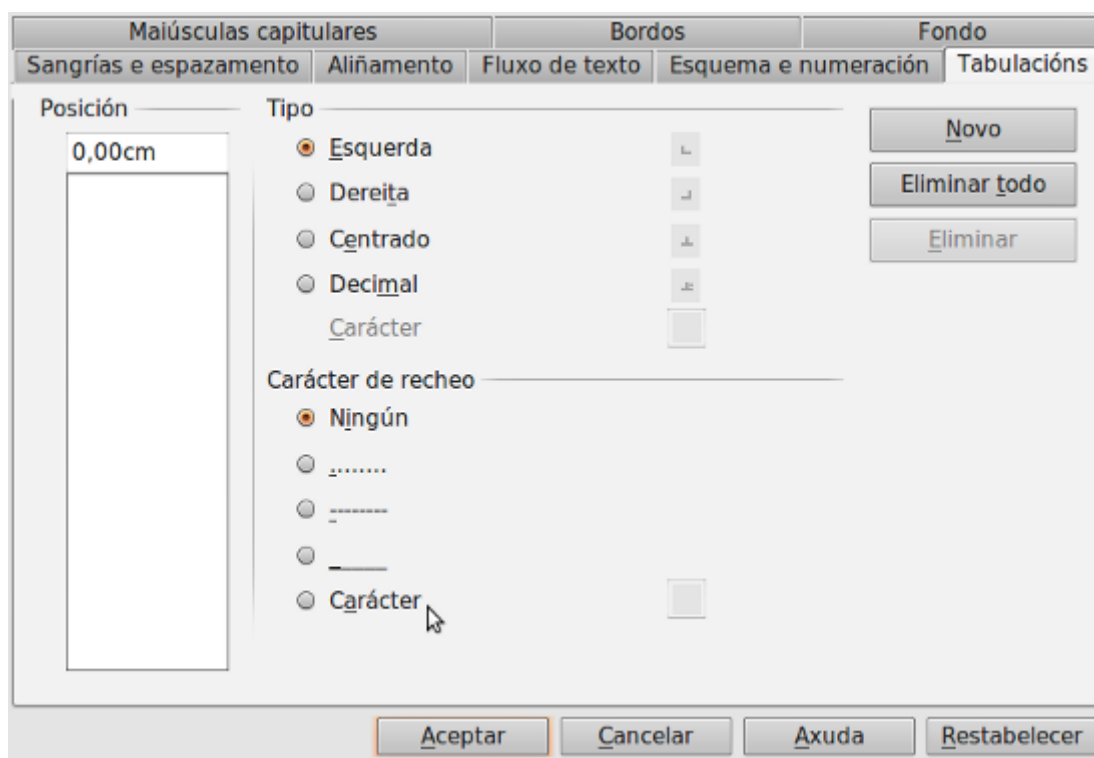 Maiúsculas capitulares Bordos Fondo
Sangrías e espazamento Aliñamento Fluxo de texto Esquema e numeración Tabulacións
Posición
0,00cm
Tipo
Esquerda
Dereita
Centrado
Decimal
Carácter
Carácter de recheo
Ningún
........
--------
_____
Carácter
Novo
Eliminar todo
Eliminar
Aceptar Cancelar Axuda Restabelecer